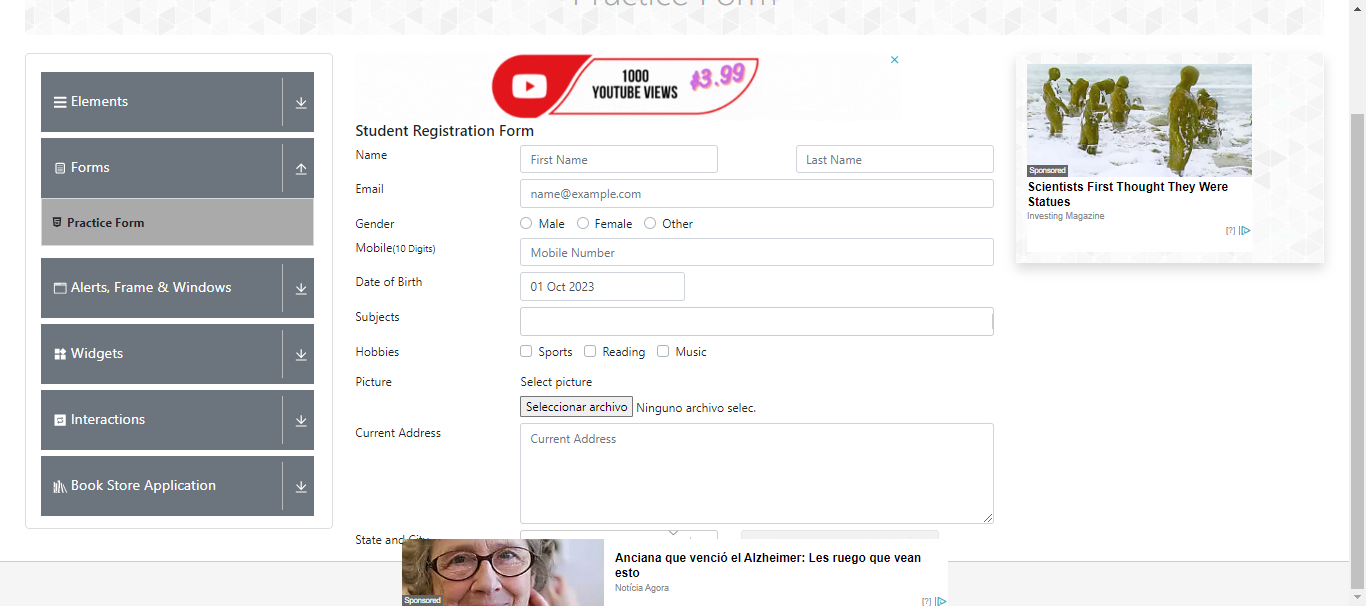 Practice Form
Elements
Forms
Practice Form
Alerts, Frame & Windows
Widgets
Interactions
Book Store Application
1000
YOUTUBE VIEWS
$3.99
Student Registration Form
Name
First Name
Last Name
Email
name@example.com
Gender
Male
Female
Other
Mobile(10 Digits)
Mobile Number
Date of Birth
01 Oct 2023
Subjects
Hobbies
Sports
Reading
Music
Picture
Select picture
Seleccionar archivo
Ninguno archivo selec.
Current Address
Current Address
State and City
Sponsored
Scientists First Thought They Were
Statues
Investing Magazine
[?]
Sponsored
Anciana que venció el Alzheimer: Les ruego que vean
esto
Notícia Agora
[?]